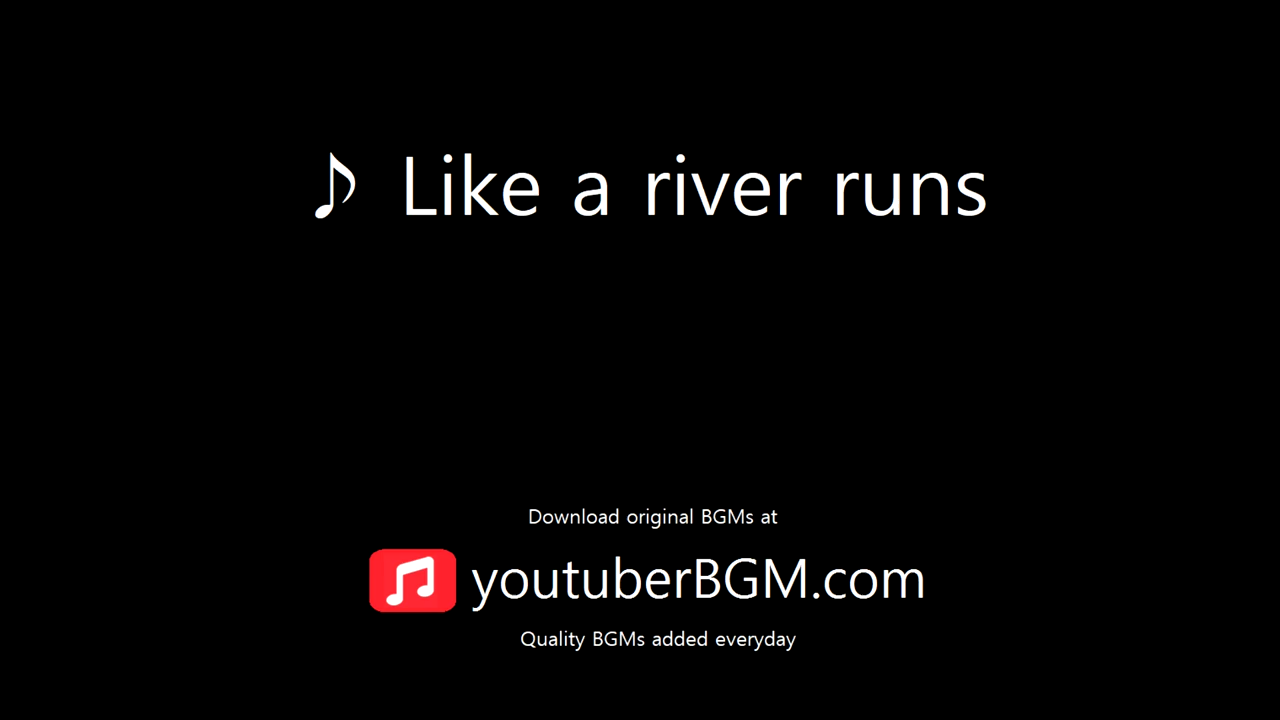 ♪ Like a river runs
Download original BGMs at
youtuberBGM.com
Quality BGMs added everyday